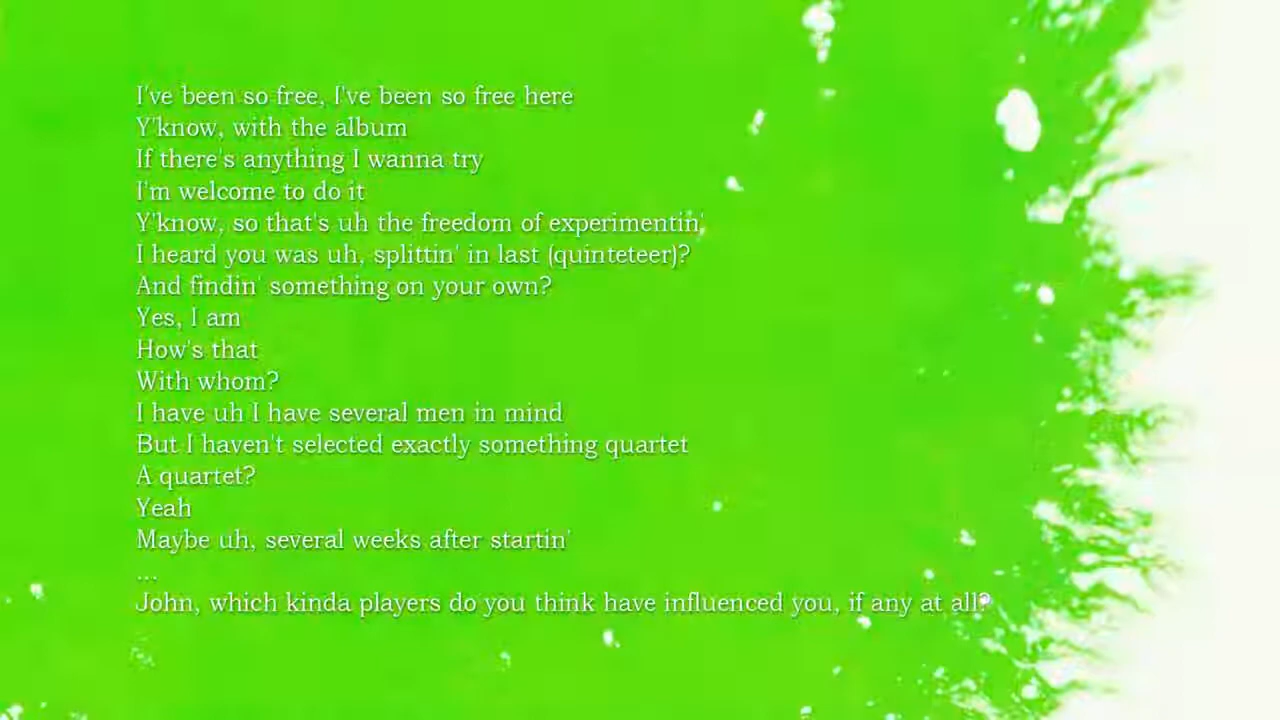 I've been so free, I've been so free here
Y'know, with the album
If there's anything I wanna try
I'm welcome to do it
Y'know, so that's uh the freedom of experimentin'
I heard you was uh, splittin' in last (quinteteer)?
And findin' something on your own?
Yes, I am
How's that
With whom?
I have uh I have several men in mind
But I haven't selected exactly something quartet
A quartet?
Yeah
Maybe uh, several weeks after startin'
...
John, which kinda players do you think have influenced you, if any at all?